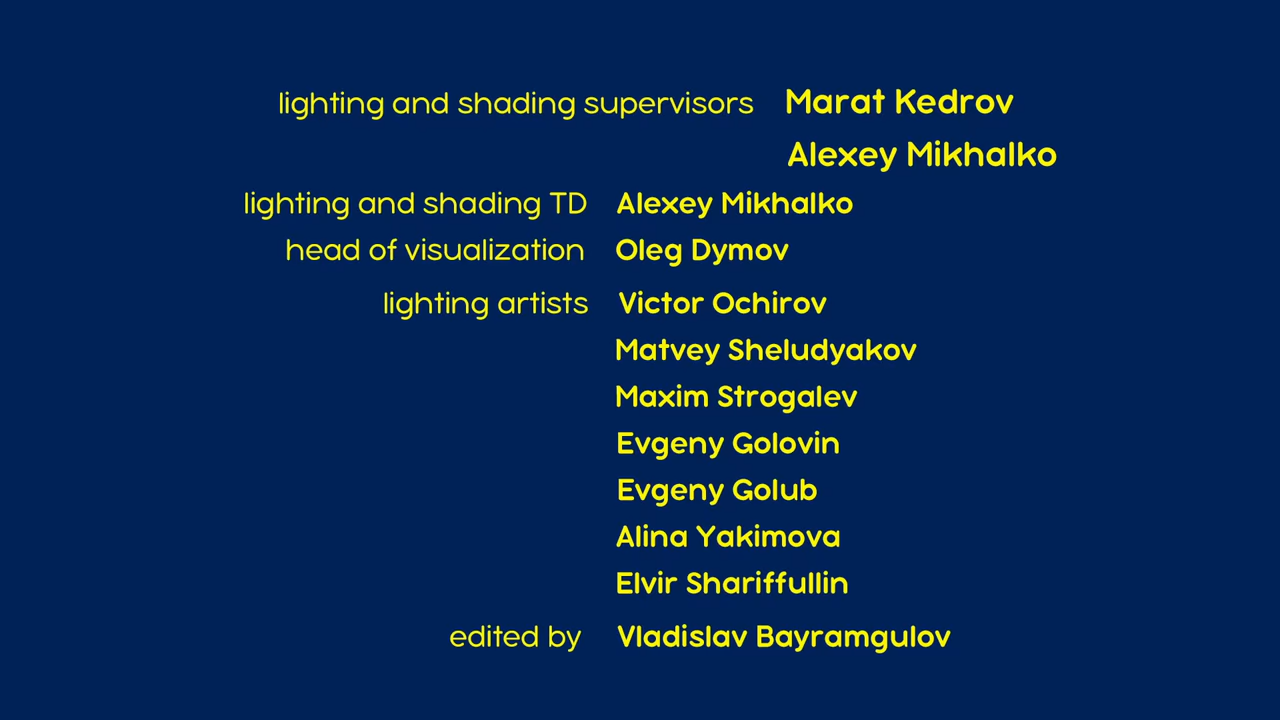 lighting and shading supervisors Marat Kedrov
Alexey Mikhalko
lighting and shading TD Alexey Mikhalko
head of visualization Oleg Dymov
lighting artists Victor Ochirov
Matvey Sheludyakov
Maxim Strogalev
Evgeny Golovin
Evgeny Golub
Alina Yakimova
Elvir Shariffullin
edited by Vladislav Bayramgulov